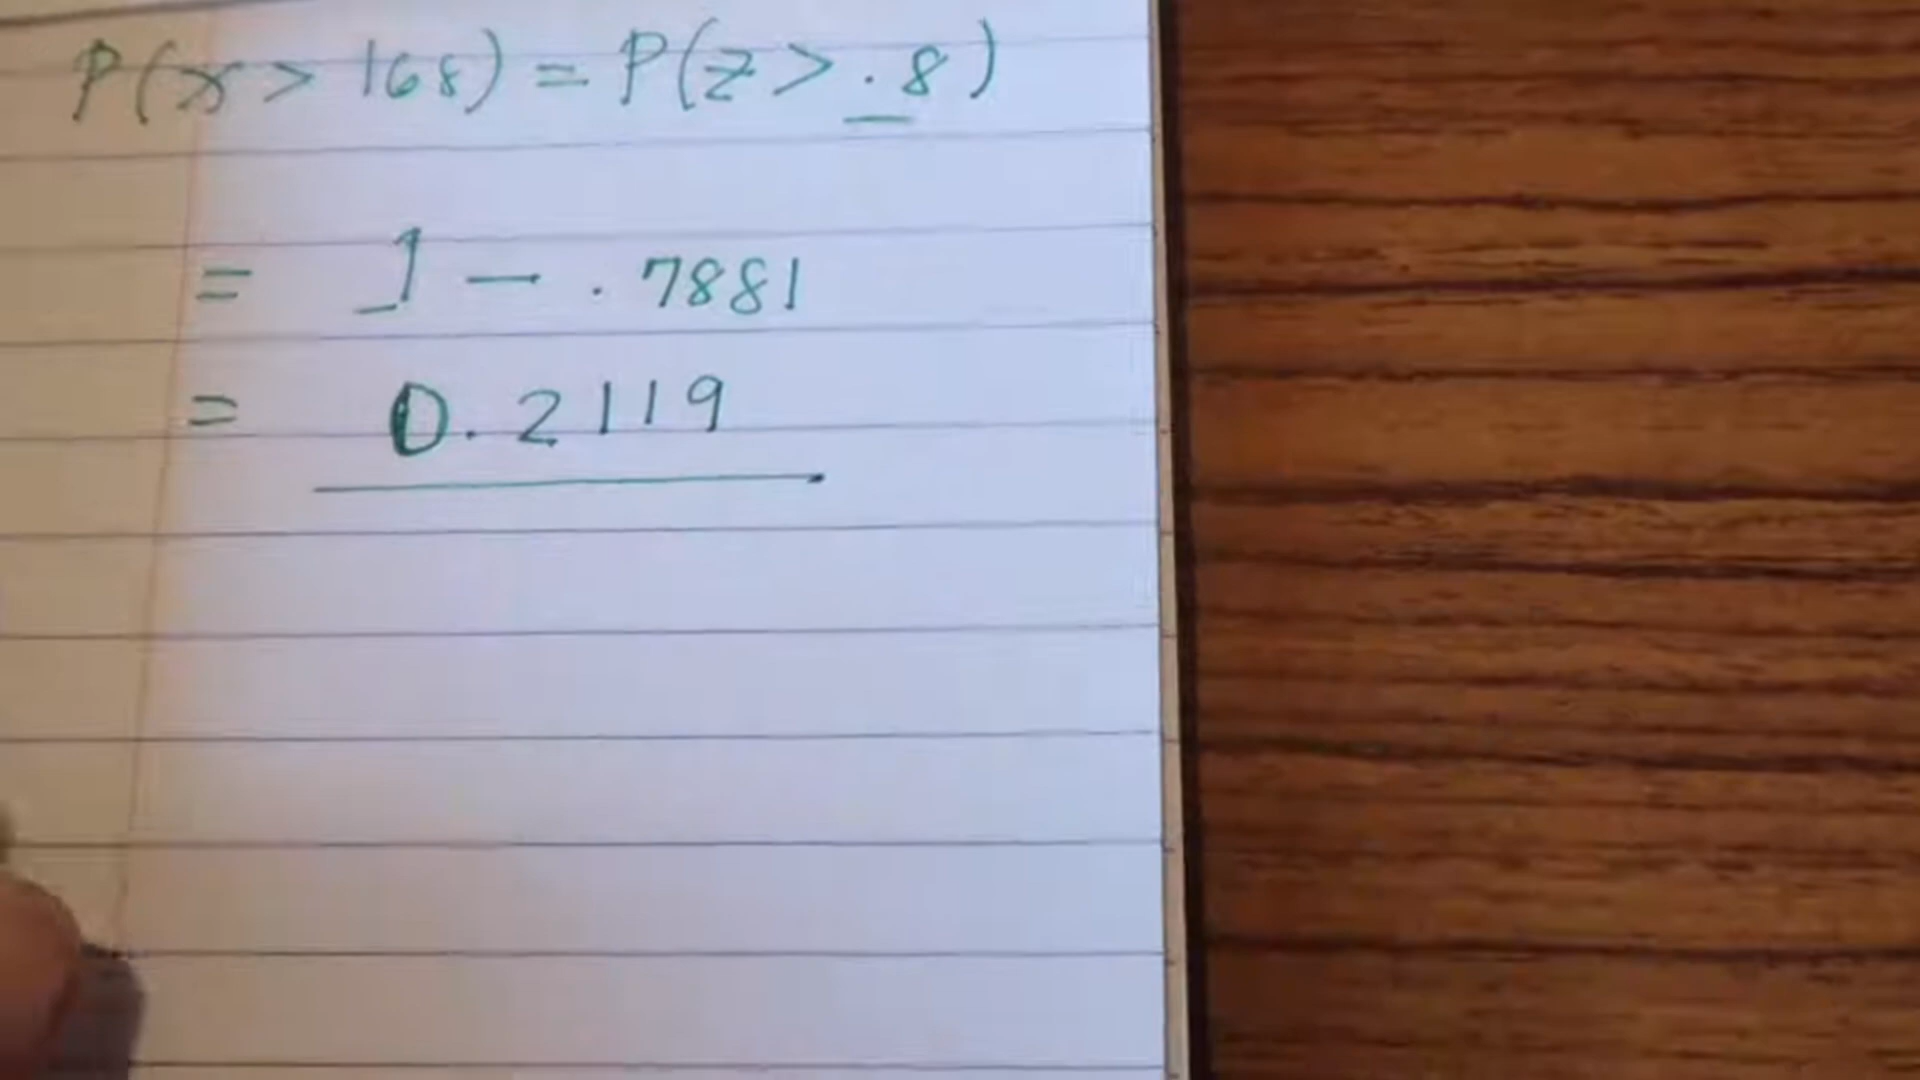 P(x > 168) = P(z > .8)
= 1 - .7881
= 0.2119